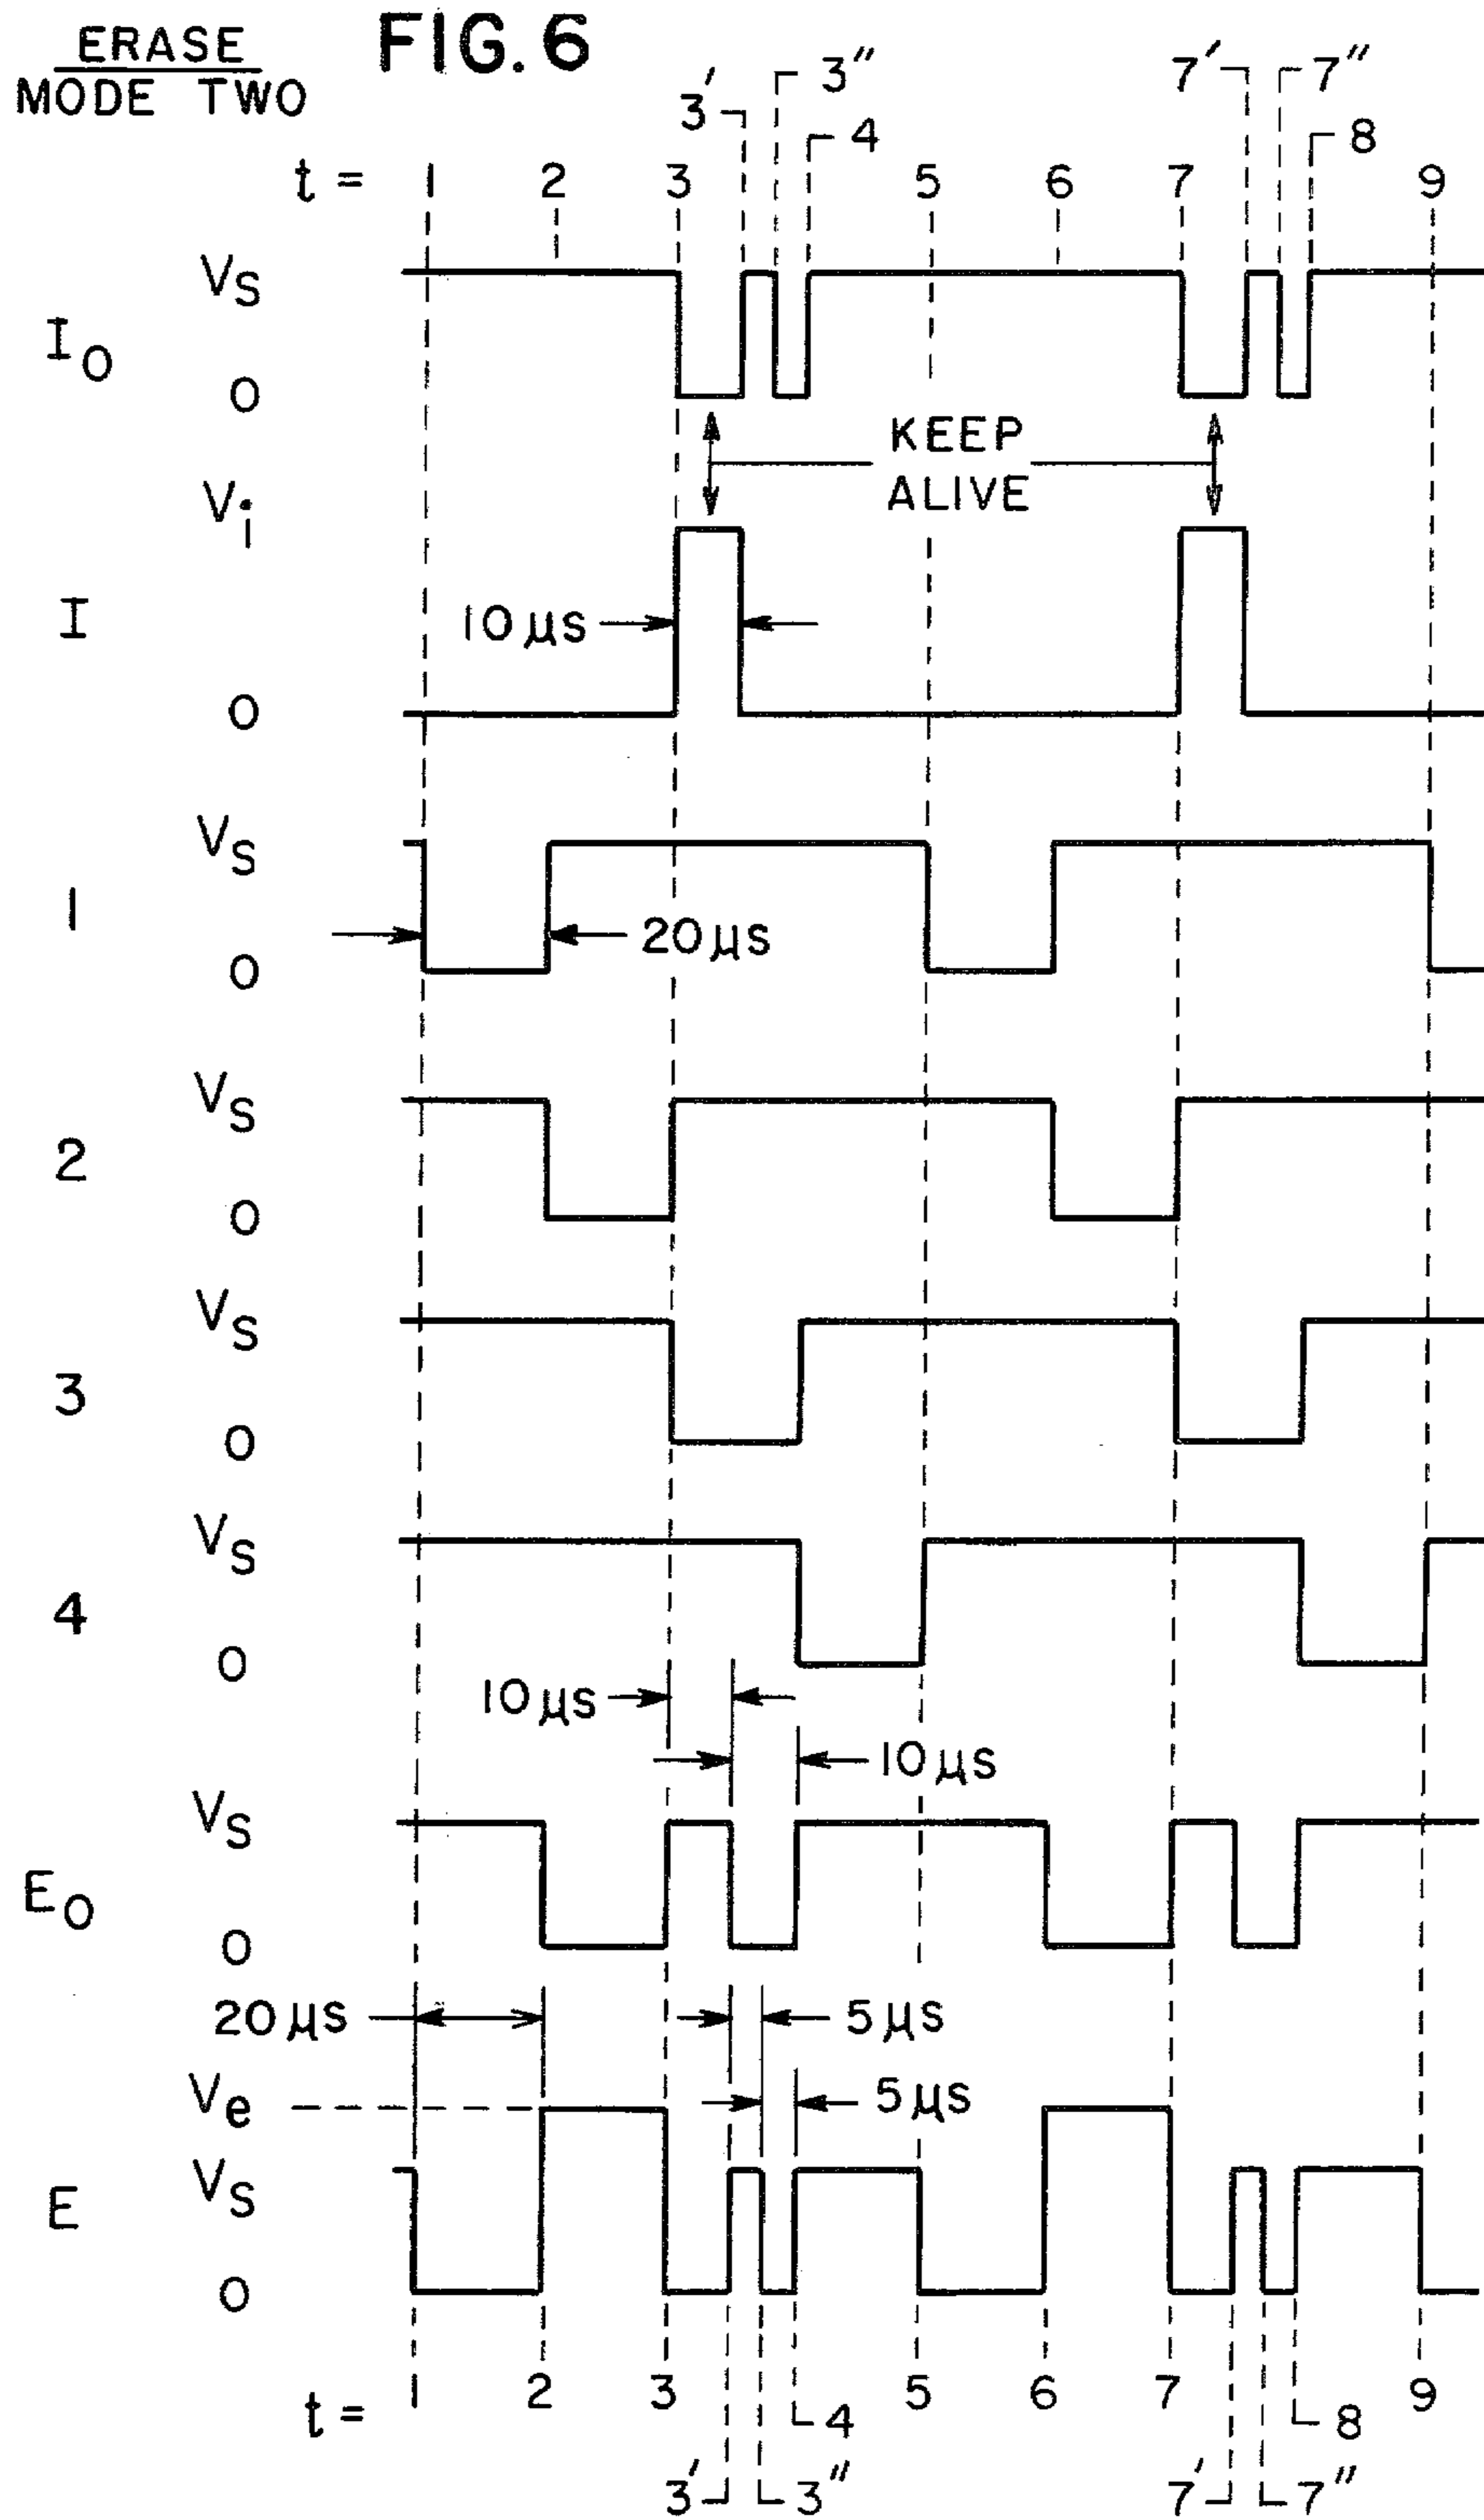 ERASE
MODE TWO
FIG. 6
3' 3" 4 7' 7" 8
t = 1 2 3 5 6 7 9
I0
VS
0
KEEP
ALIVE
I
Vi
10 μs
0
1
VS
20 μs
0
2
VS
0
3
VS
0
4
VS
0
10 μs
10 μs
E0
VS
0
20 μs
5 μs
5 μs
E
Ve
VS
0
t = 1 2 3 5 6 7 9
4 8
3' 3" 7' 7"